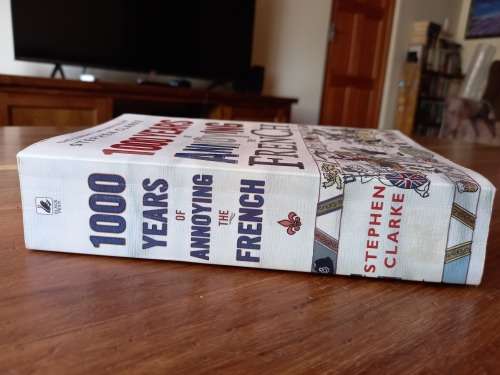 1000
YEARS
OF
ANNOYING
THE
FRENCH
STEPHEN
CLARKE
STEPHEN CLARKE
1000 YEARS
ANNOYING
FRENCH